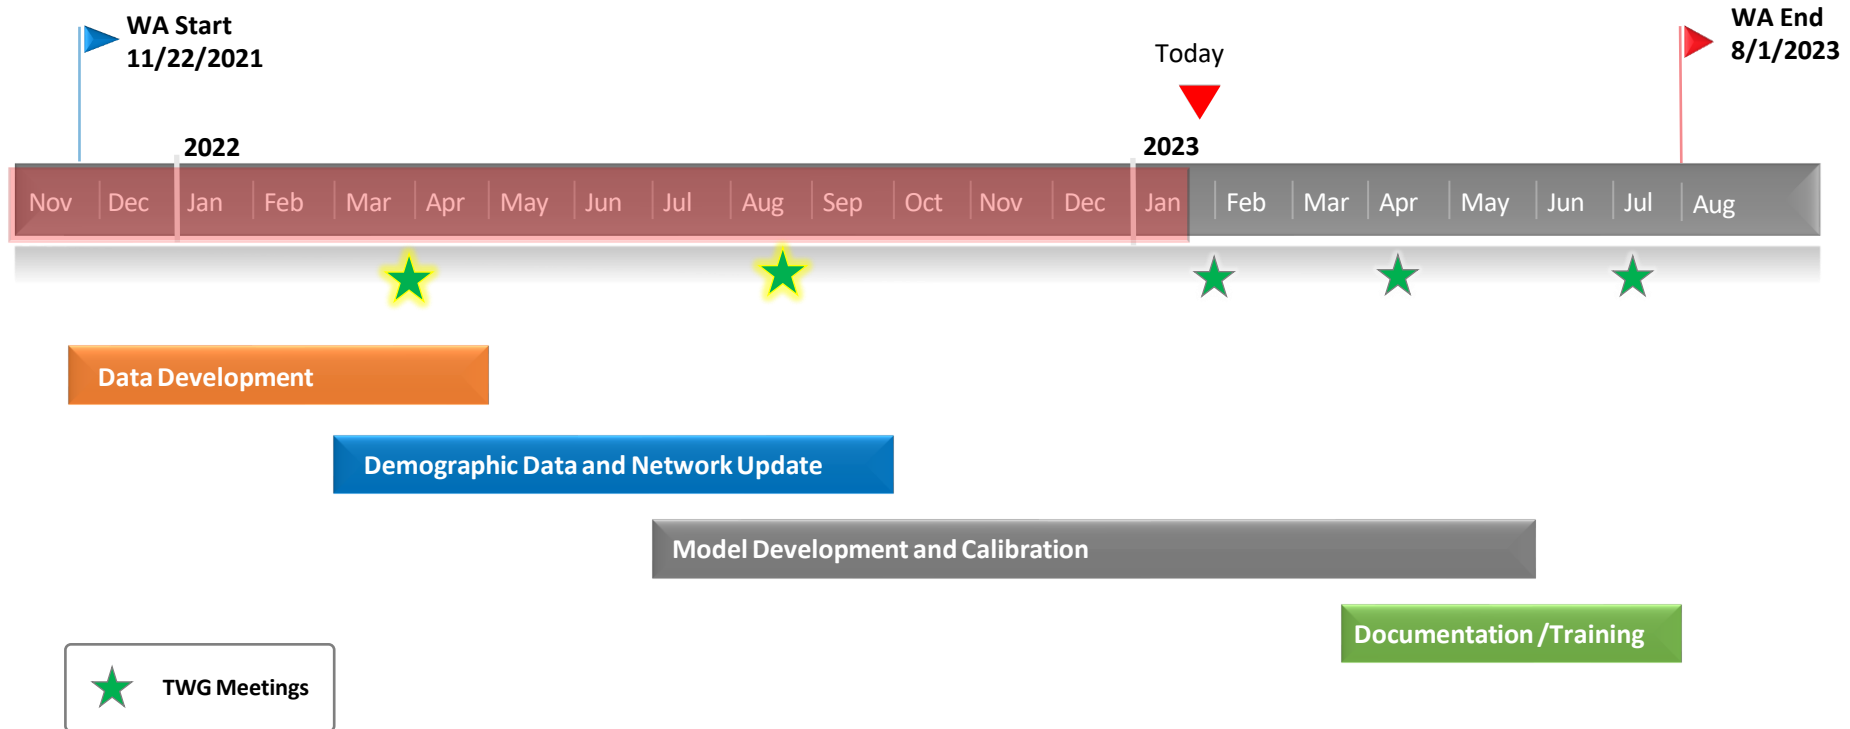 WA Start
11/22/2021
WA End
8/1/2023
Today
2022
2023
Nov Dec Jan Feb Mar Apr May Jun Jul Aug Sep Oct Nov Dec Jan Feb Mar Apr May Jun Jul Aug
Data Development
Demographic Data and Network Update
Model Development and Calibration
Documentation /Training
TWG Meetings